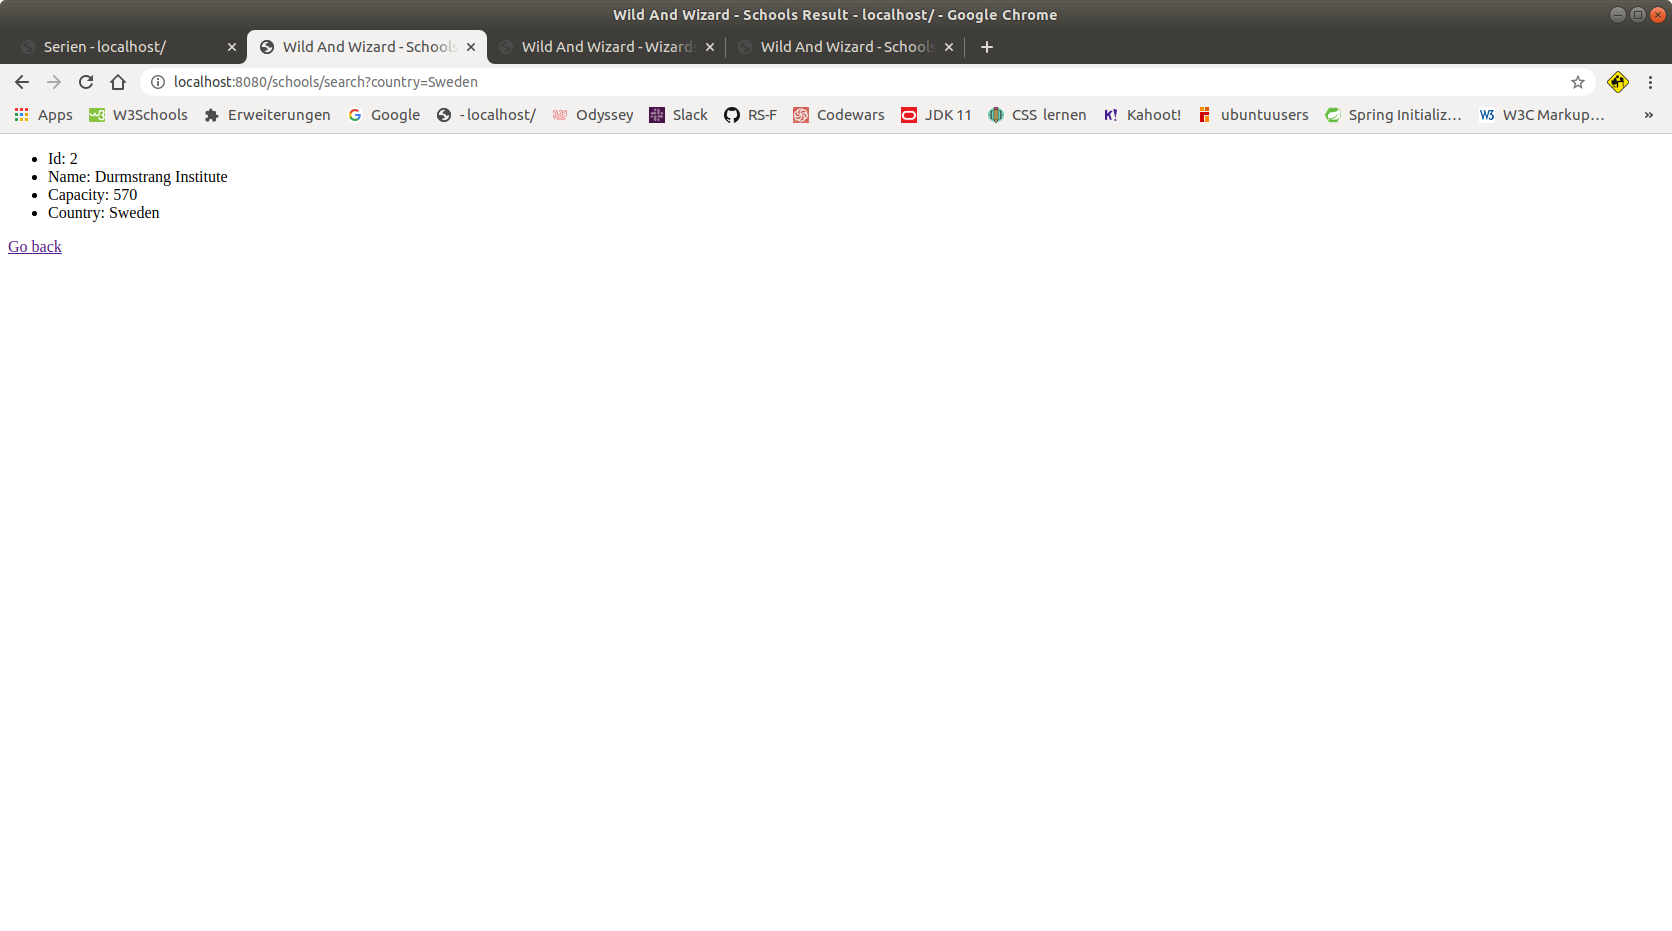 Wild And Wizard - Schools Result - localhost/ - Google Chrome
Serien - localhost/
Wild And Wizard - Schools
Wild And Wizard - Wizards
Wild And Wizard - Schools
localhost:8080/schools/search?country=Sweden
Apps W3Schools Erweiterungen Google - localhost/ Odyssey Slack RS-F Codewars JDK 11 CSS lernen Kahoot! ubuntuusers Spring Initializ… W3C Markup… »
Id: 2
Name: Durmstrang Institute
Capacity: 570
Country: Sweden
Go back